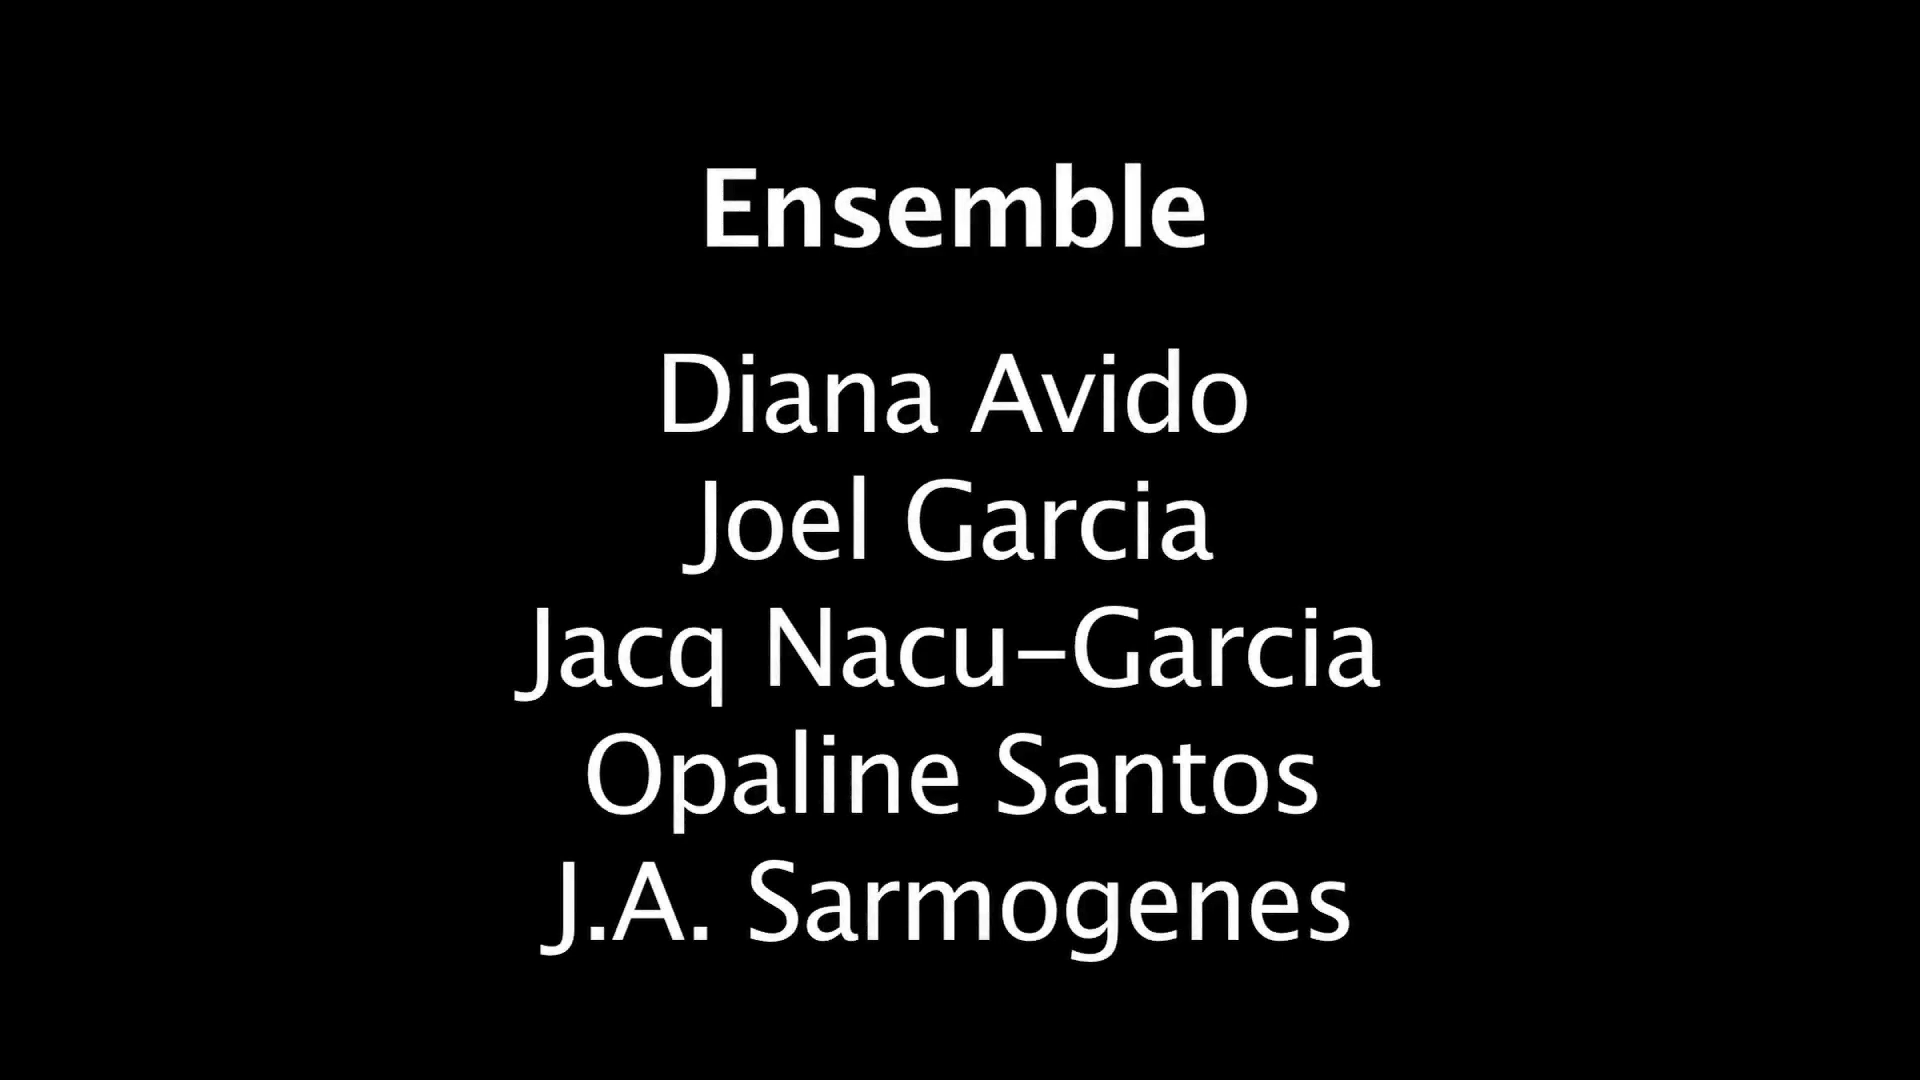 Ensemble
Diana Avido
Joel Garcia
Jacq Nacu-Garcia
Opaline Santos
J.A. Sarmogenes